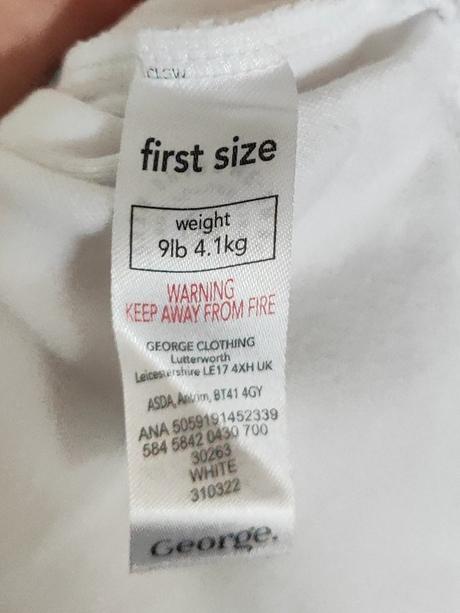 first size
weight
9lb 4.1kg
WARNING
KEEP AWAY FROM FIRE
GEORGE CLOTHING
Lutterworth
Leicestershire LE17 4XH UK
ASDA, Antrim, BT41 4GY
ANA 5059191452339
584 5842 0430 700
30263
WHITE
310322
George.